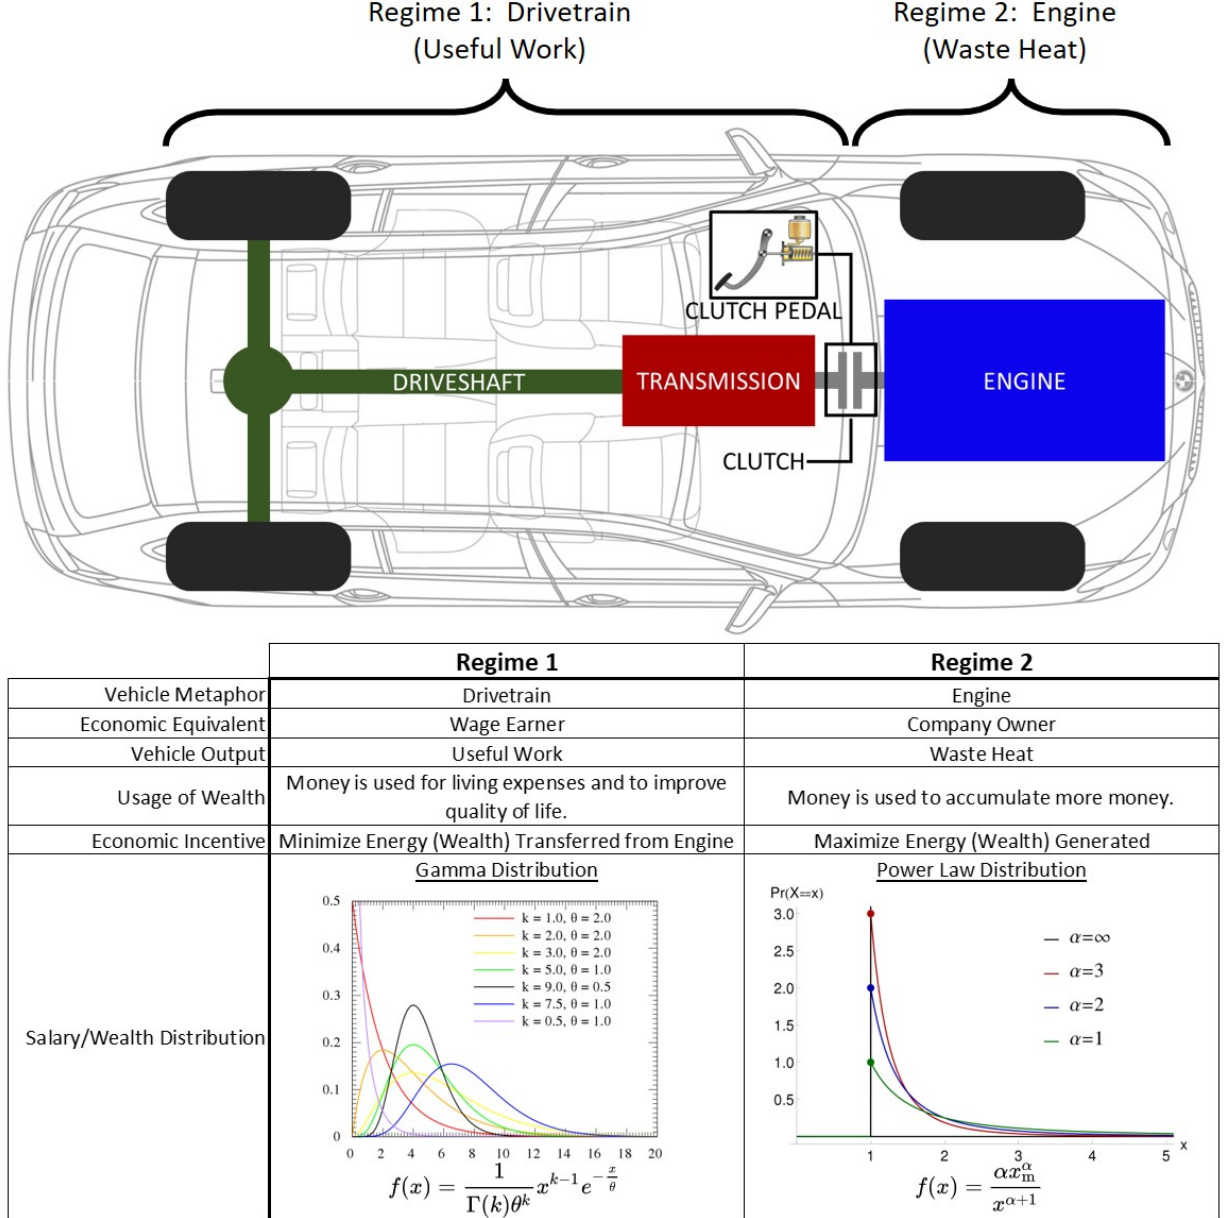 Regime 1:  Drivetrain
(Useful Work)
Regime 2:  Engine
(Waste Heat)
CLUTCH PEDAL
DRIVESHAFT
TRANSMISSION
ENGINE
CLUTCH
Regime 1
Regime 2
Vehicle Metaphor
Drivetrain
Engine
Economic Equivalent
Wage Earner
Company Owner
Vehicle Output
Useful Work
Waste Heat
Usage of Wealth
Money is used for living expenses and to improve
quality of life.
Money is used to accumulate more money.
Economic Incentive
Minimize Energy (Wealth) Transferred from Engine
Maximize Energy (Wealth) Generated
Salary/Wealth Distribution
Gamma Distribution
0.5
0.4
0.3
0.2
0.1
0
k = 1.0, θ = 2.0
k = 2.0, θ = 2.0
k = 3.0, θ = 2.0
k = 5.0, θ = 1.0
k = 9.0, θ = 0.5
k = 7.5, θ = 1.0
k = 0.5, θ = 1.0
0 2 4 6 8 10 12 14 16 18 20
f(x) = \frac{1}{Γ(k)θ^k} x^{k−1} e^{−\frac{x}{θ}}
Power Law Distribution
Pr(X==x)
3.0
2.5
2.0
1.5
1.0
0.5
α=∞
α=3
α=2
α=1
1 2 3 4 5 x
f(x) = \frac{αx_m^α}{x^{α+1}}